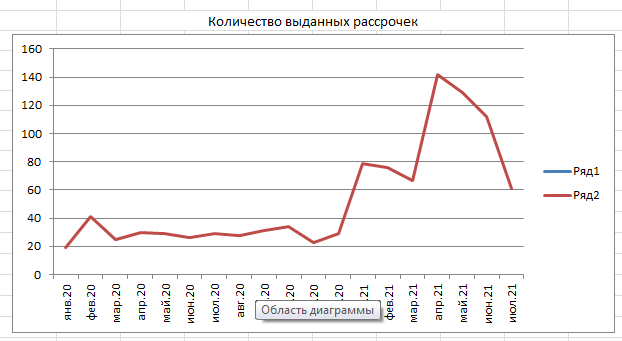 Количество выданных рассрочек
160
140
120
100
80
60
40
20
0
янв.20
фев.20
мар.20
апр.20
май.20
июн.20
июл.20
авг.20
фев.21
мар.21
апр.21
май.21
июн.21
июл.21
Ряд1
Ряд2
Область диаграммы